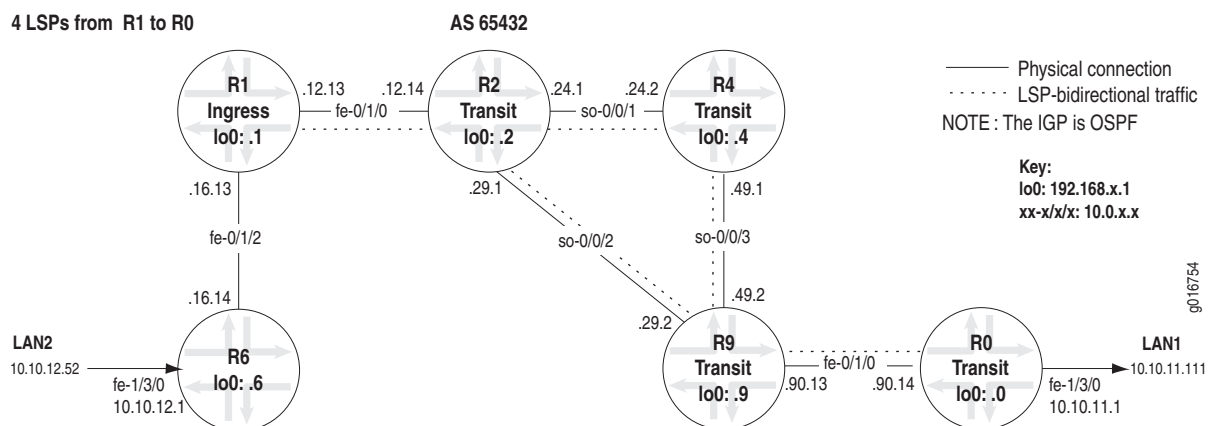 4 LSPs from R1 to R0
AS 65432
R1
Ingress
lo0: .1
.12.13
fe-0/1/0
.12.14
R2
Transit
lo0: .2
.24.1
so-0/0/1
.24.2
R4
Transit
lo0: .4
Physical connection
LSP-bidirectional traffic
NOTE : The IGP is OSPF
Key:
lo0: 192.168.x.1
xx-x/x/x: 10.0.x.x
.16.13
fe-0/1/2
.16.14
.29.1
so-0/0/2
.29.2
.49.1
so-0/0/3
.49.2
LAN2
10.10.12.52
fe-1/3/0
10.10.12.1
R6
lo0: .6
R9
Transit
lo0: .9
.90.13
fe-0/1/0
.90.14
R0
Transit
lo0: .0
fe-1/3/0
10.10.11.1
LAN1
10.10.11.111
g016754